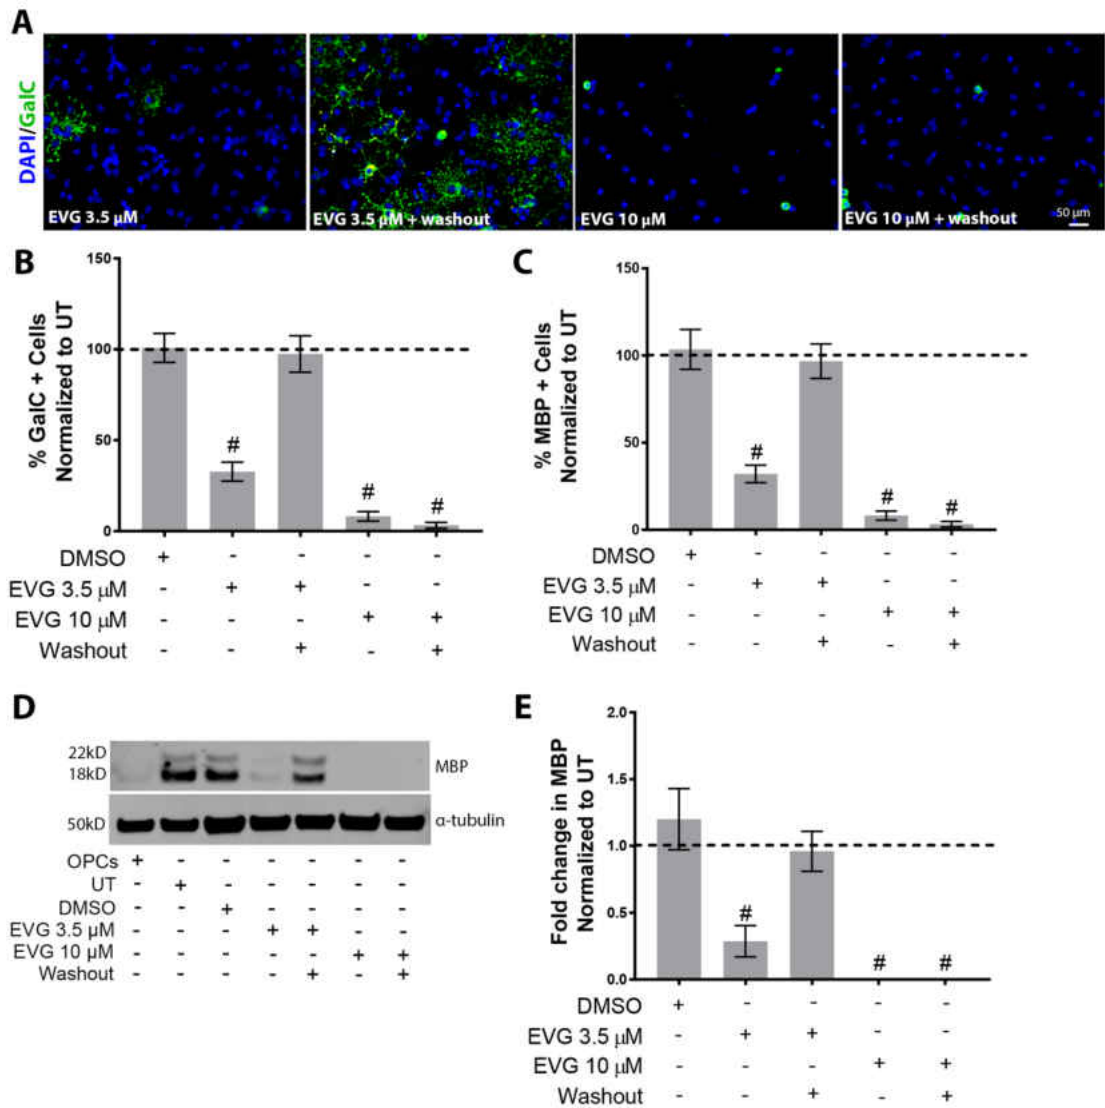 A
DAPI/GalC
EVG 3.5 µM
EVG 3.5 µM + washout
EVG 10 µM
EVG 10 µM + washout
50 µm
B
% GalC + Cells
Normalized to UT
150
100
50
0
# # #
DMSO + - - - -
EVG 3.5 µM - + + - -
EVG 10 µM - - - + +
Washout - - + - +
C
% MBP + Cells
Normalized to UT
150
100
50
0
# # #
DMSO + - - - -
EVG 3.5 µM - + + - -
EVG 10 µM - - - + +
Washout - - + - +
D
22kD
18kD
MBP
50kD
α-tubulin
OPCs + - - - - - -
UT - + - - - - -
DMSO - - + - - - -
EVG 3.5 µM - - - + + - -
EVG 10 µM - - - - - + +
Washout - - - - + - +
E
Fold change in MBP
Normalized to UT
2.0
1.5
1.0
0.5
0.0
# # #
DMSO + - - - -
EVG 3.5 µM - + + - -
EVG 10 µM - - - + +
Washout - - + - +